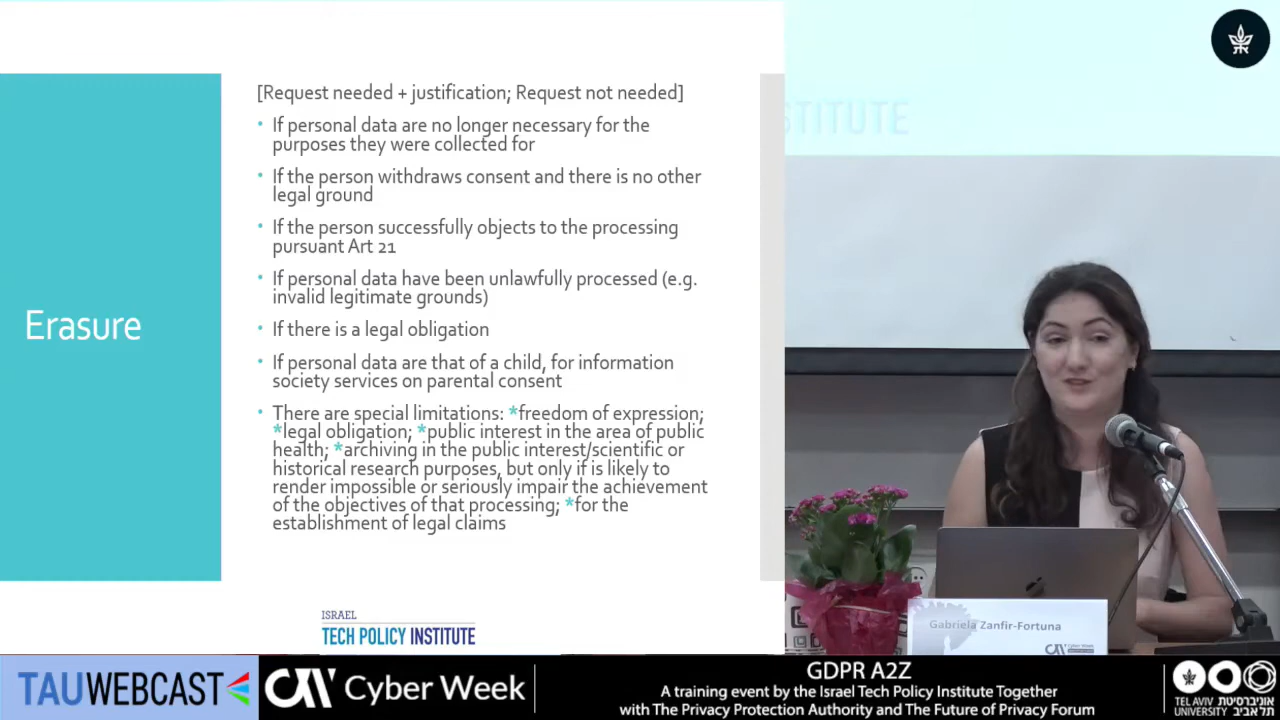 [Request needed + justification; Request not needed]
• If personal data are no longer necessary for the
purposes they were collected for
• If the person withdraws consent and there is no other
legal ground
• If the person successfully objects to the processing
pursuant Art 21
• If personal data have been unlawfully processed (e.g.
invalid legitimate grounds)
• If there is a legal obligation
• If personal data are that of a child, for information
society services on parental consent
• There are special limitations: *freedom of expression;
*legal obligation; *public interest in the area of public
health; *archiving in the public interest/scientific or
historical research purposes, but only if is likely to
render impossible or seriously impair the achievement
of the objectives of that processing; *for the
establishment of legal claims
Erasure
ISRAEL
TECH POLICY INSTITUTE
STITUTE
Gabriela Zanfir-Fortuna
Cyber Week
TAUWEBCAST
Cyber Week
GDPR A2Z
A training event by the Israel Tech Policy Institute Together
with The Privacy Protection Authority and The Future of Privacy Forum
TEL AVIV אוניברסיטת
UNIVERSITY תל אביב